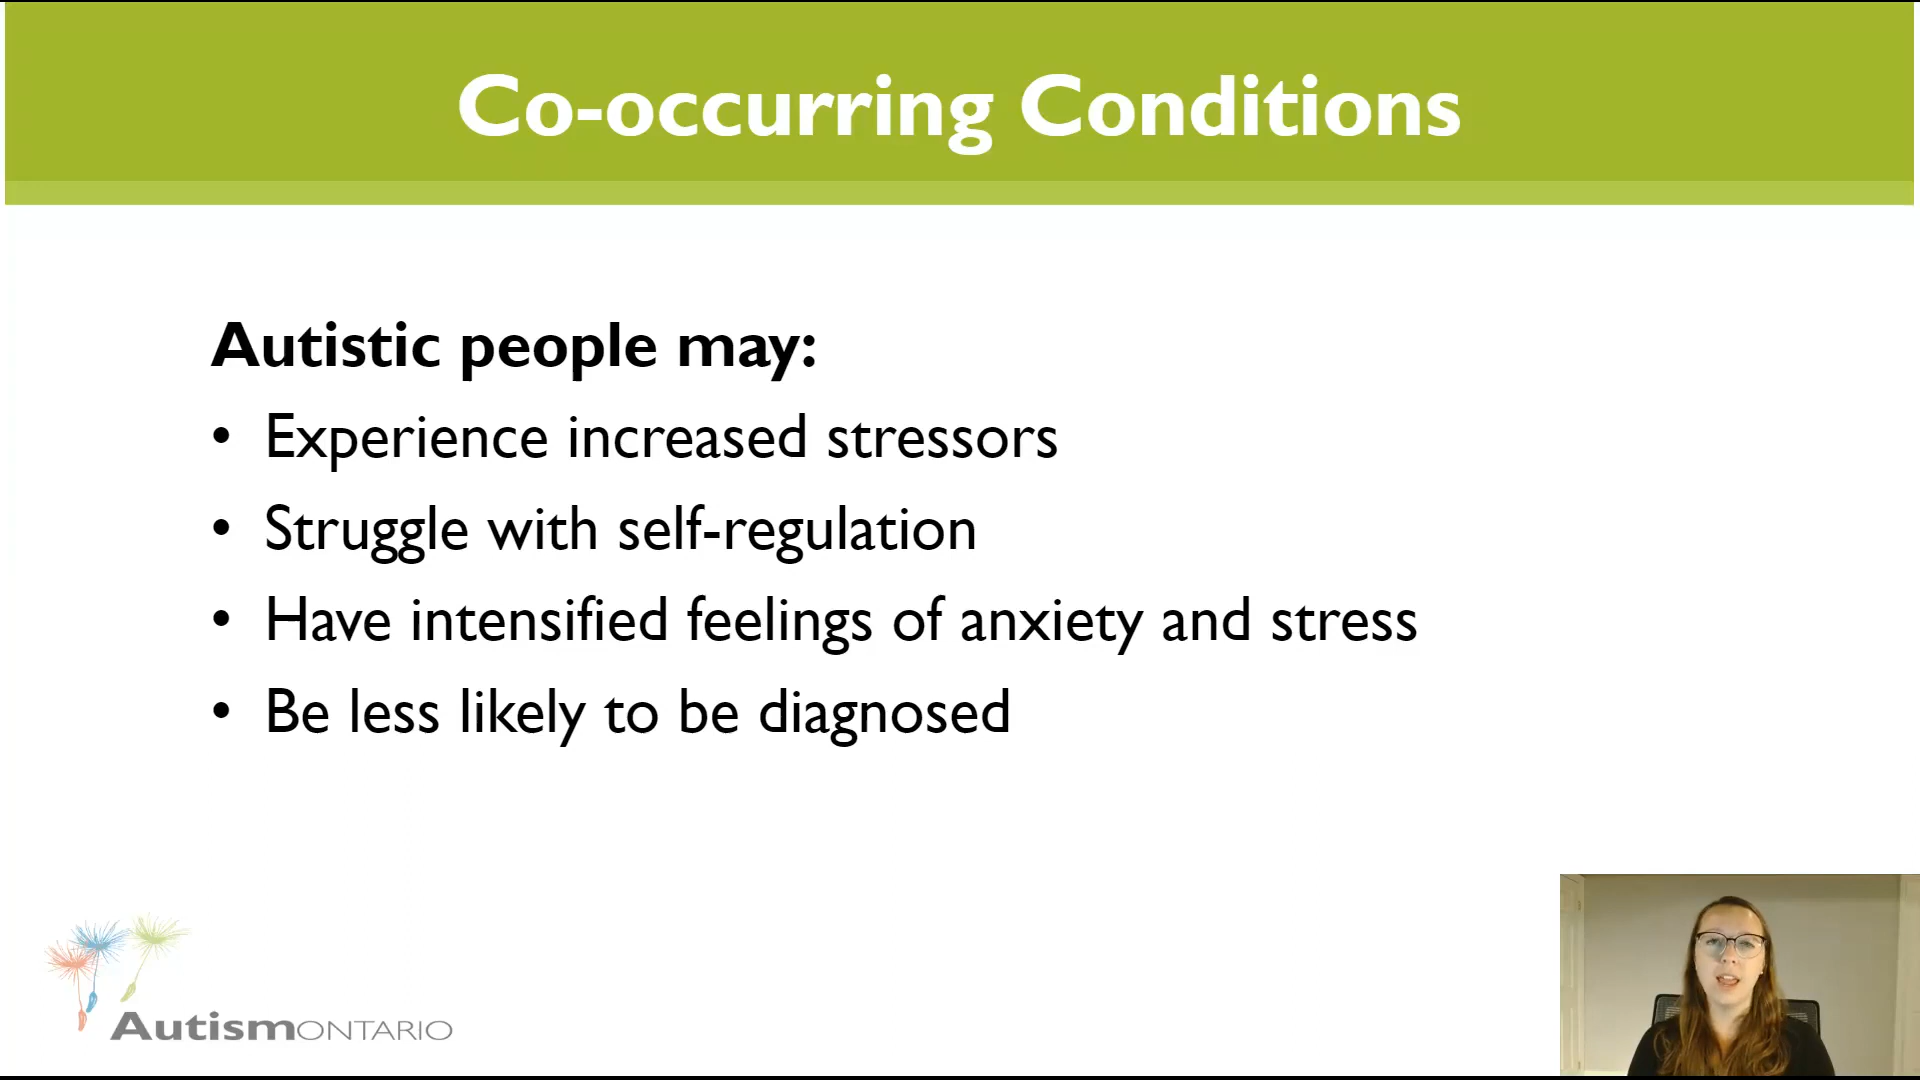 Co-occurring Conditions
Autistic people may:
• Experience increased stressors
• Struggle with self-regulation
• Have intensified feelings of anxiety and stress
• Be less likely to be diagnosed
AutismONTARIO